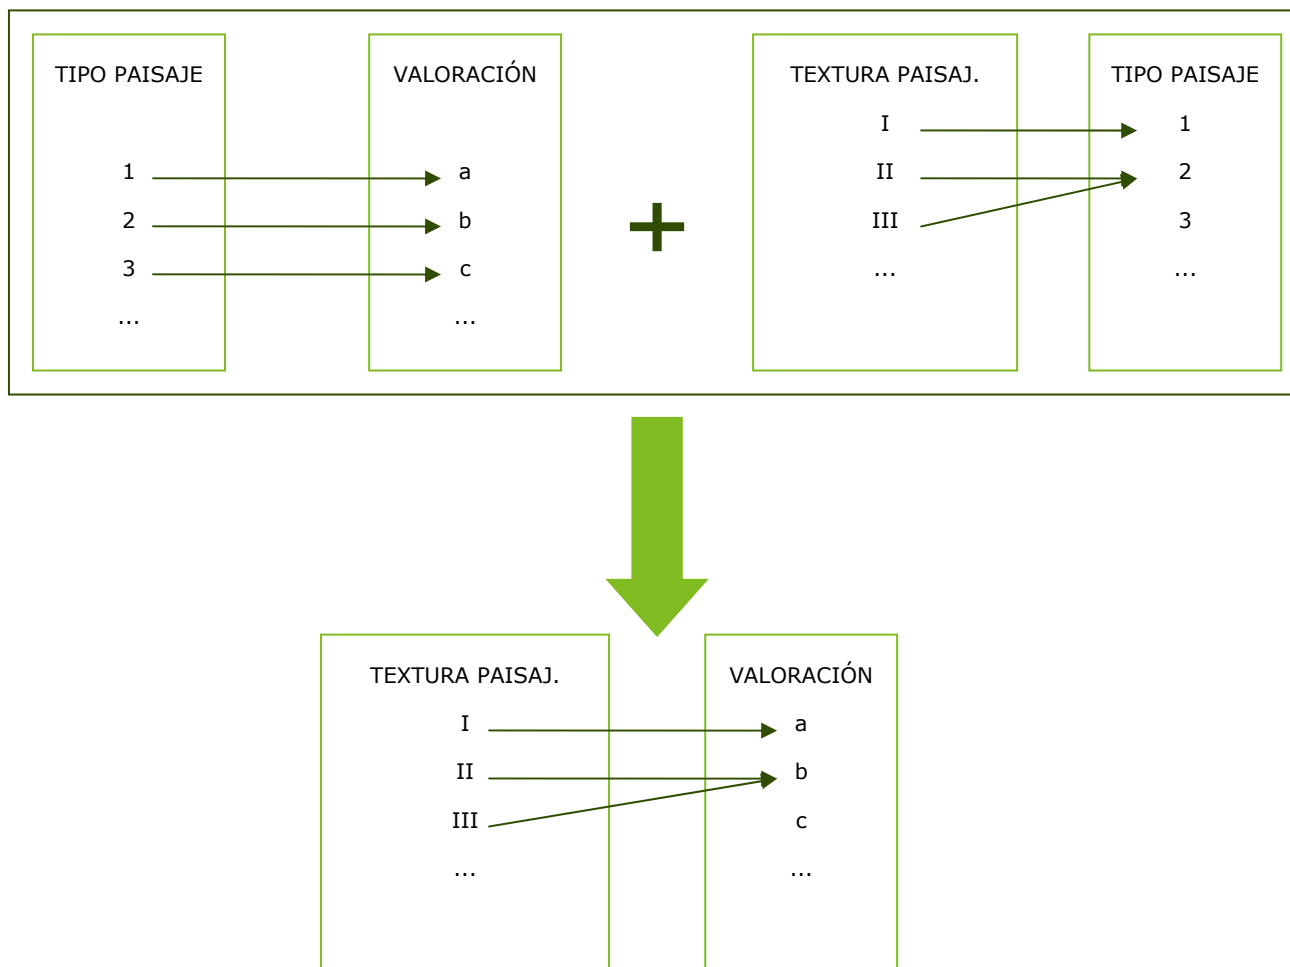 TIPO PAISAJE
VALORACIÓN
1
a
2
b
3
c
...
...
+
TEXTURA PAISAJ.
TIPO PAISAJE
I
1
II
2
III
3
...
...
TEXTURA PAISAJ.
VALORACIÓN
I
a
II
b
III
c
...
...